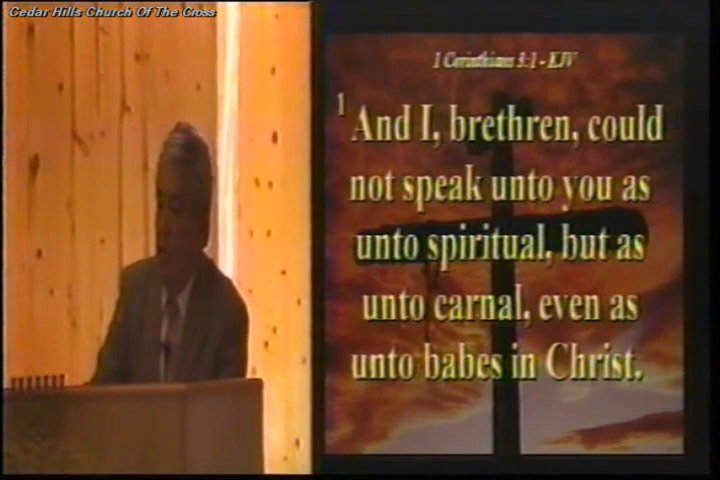 Cedar Hills Church Of The Cross
1 Corinthians 3:1 - KJV
1 And I, brethren, could
not speak unto you as
unto spiritual, but as
unto carnal, even as
unto babes in Christ.